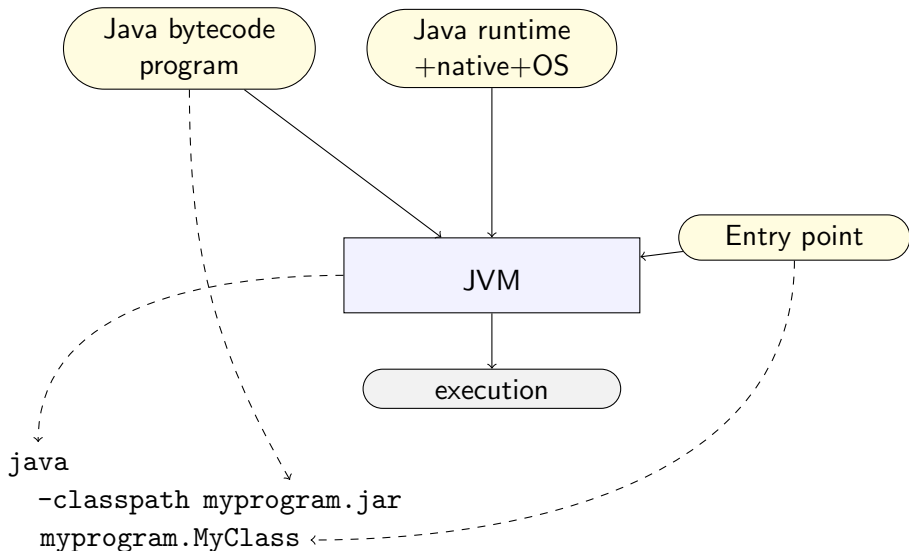 Java bytecode
program
Java runtime
+native+OS
Entry point
JVM
execution
java
-classpath myprogram.jar
myprogram.MyClass